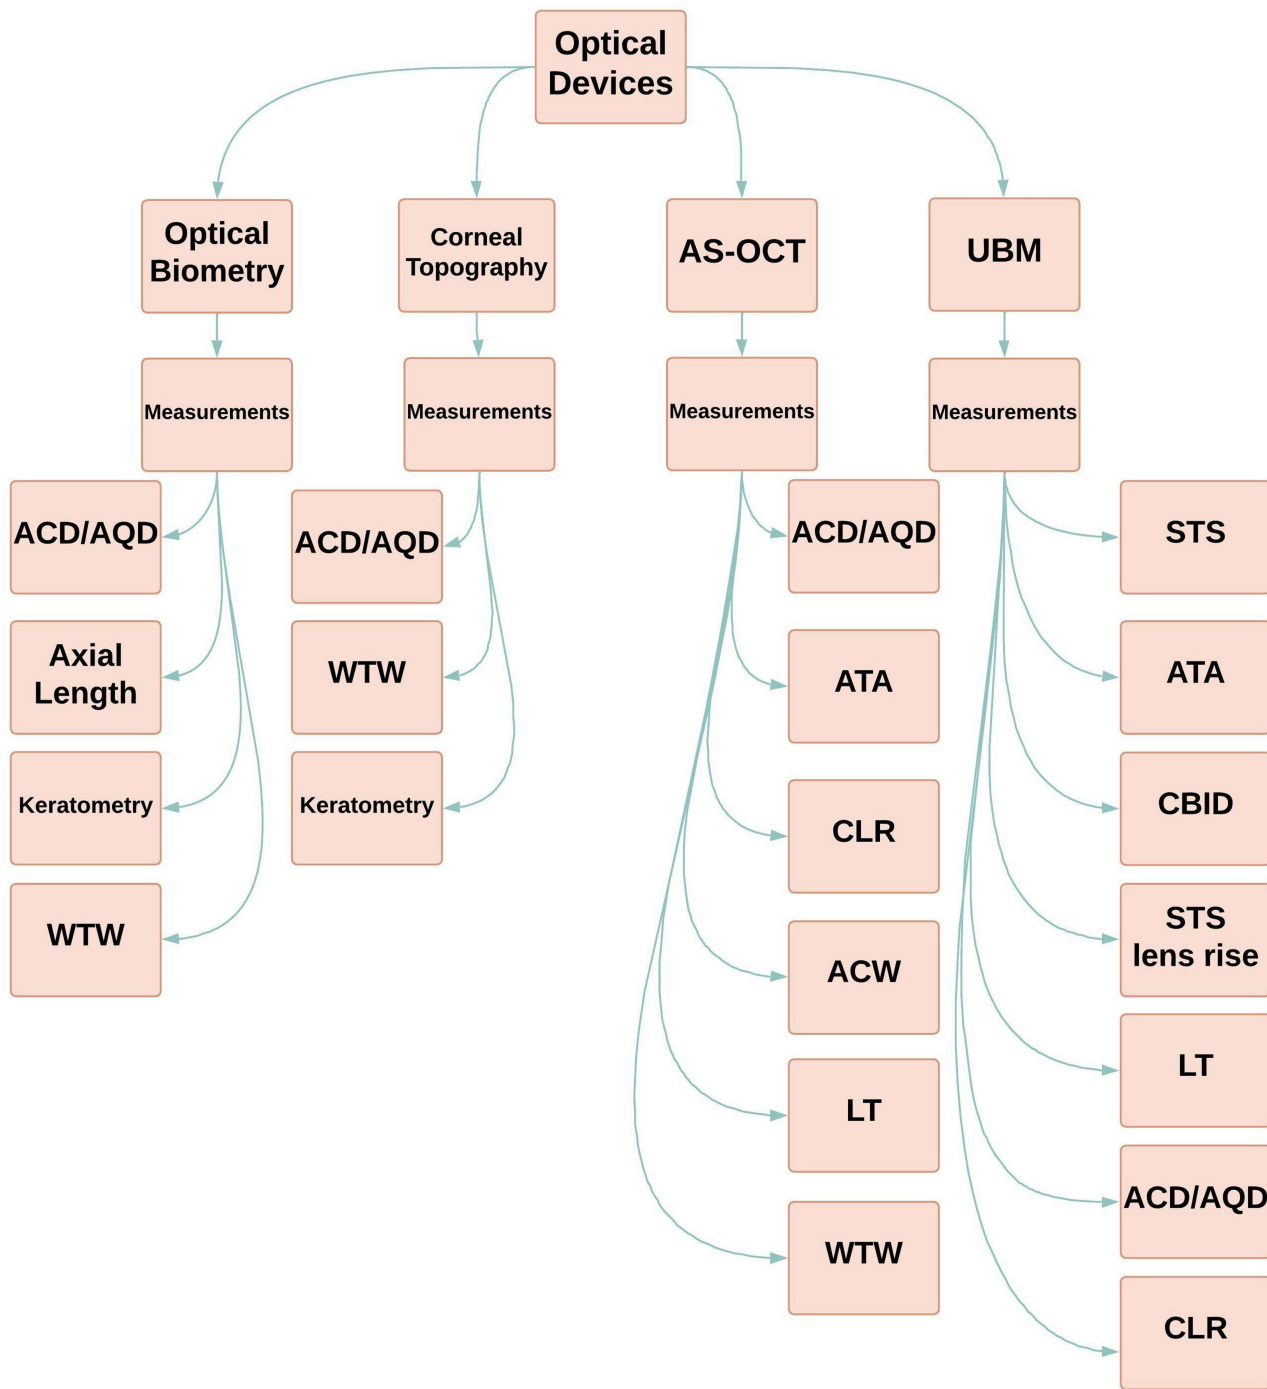 Optical
Devices
Optical
Biometry
Corneal
Topography
AS-OCT
UBM
Measurements
Measurements
Measurements
Measurements
ACD/AQD
Axial
Length
Keratometry
WTW
ACD/AQD
WTW
Keratometry
ACD/AQD
ATA
CLR
ACW
LT
WTW
STS
ATA
CBID
STS
lens rise
LT
ACD/AQD
CLR